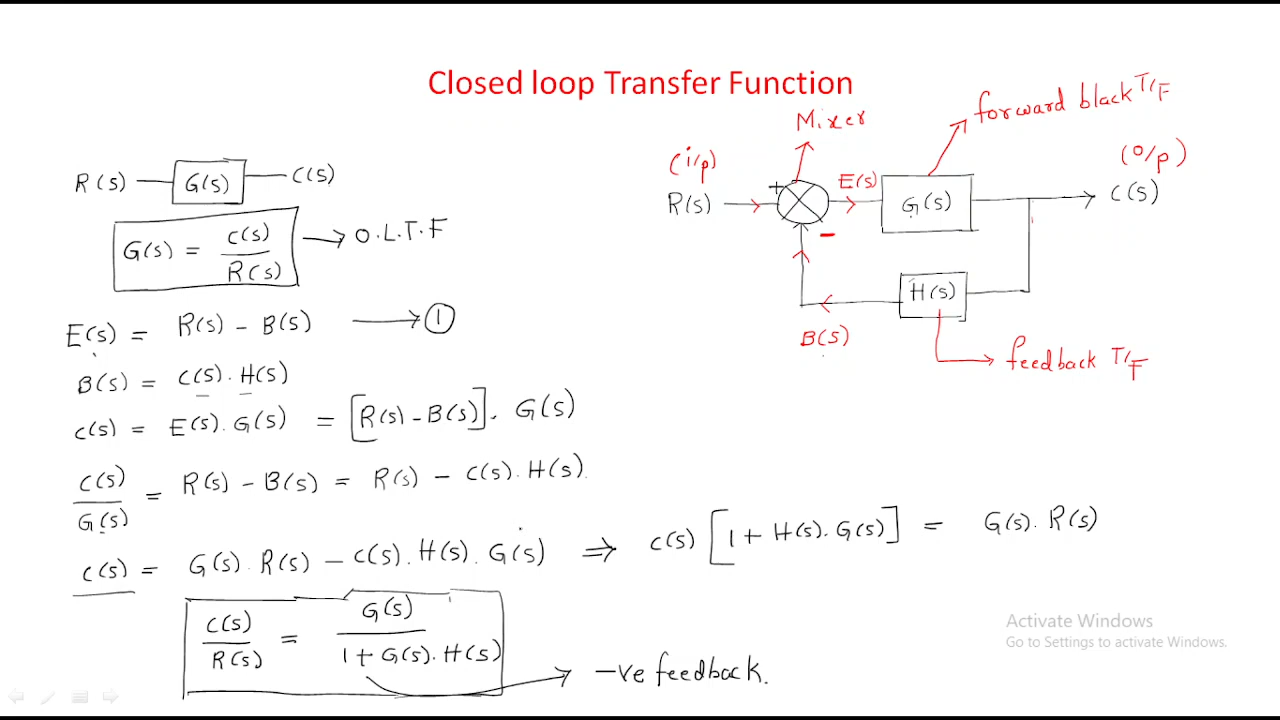 Closed loop Transfer Function
R(s) G(s) C(s)
G(s) = C(s) / R(s) → O.L.T.F
E(s) = R(s) - B(s) → 1
B(s) = C(s) . H(s)
C(s) = E(s) . G(s) = [R(s) - B(s)] . G(s)
C(s) / G(s) = R(s) - B(s) = R(s) - C(s) . H(s)
C(s) = G(s) . R(s) - C(s) . H(s) . G(s) ⇒ C(s) [1 + H(s) . G(s)] = G(s) . R(s)
C(s) / R(s) = G(s) / 1 + G(s) . H(s) → -ve feedback.
Mixer
forward black T/F
(i/p)
(o/p)
R(s) + E(s) G(s) C(s)
-
H(s)
B(s)
feedback T/F
Activate Windows
Go to Settings to activate Windows.